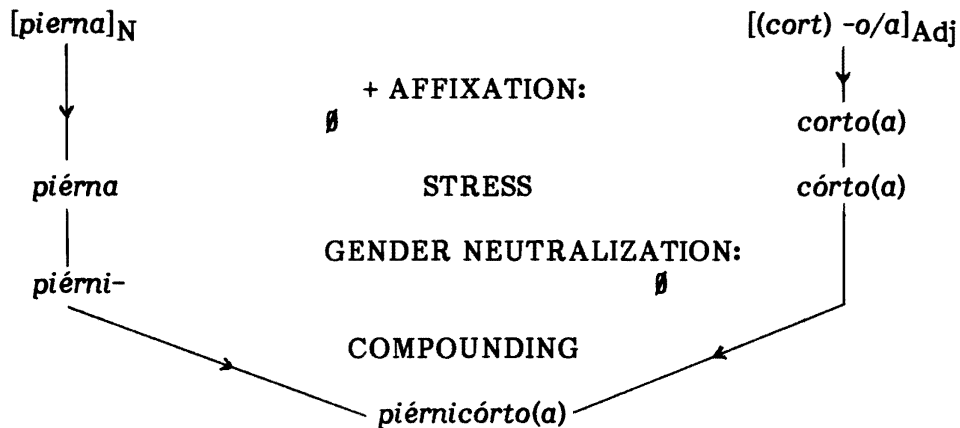 [pierna]N [(cort) -o/a]Adj
+ AFFIXATION:
Ø corto(a)
piérna STRESS córto(a)
GENDER NEUTRALIZATION:
piérni- Ø
COMPOUNDING
piérnicórto(a)